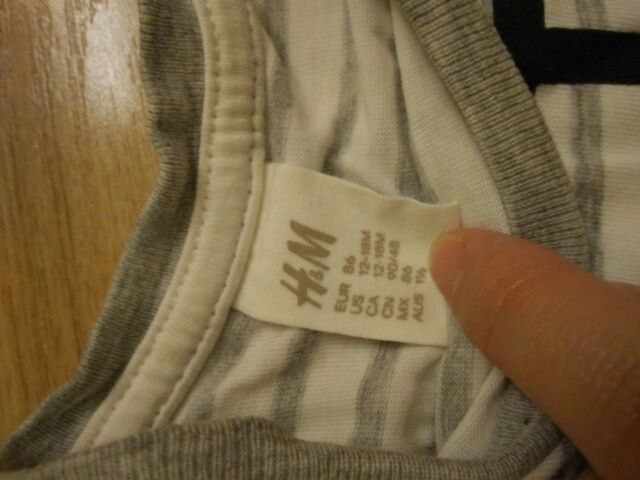 H&M
EUR 86
US 12-18M
CA 12-18M
CN 90/48
MX 86
AUS 1½